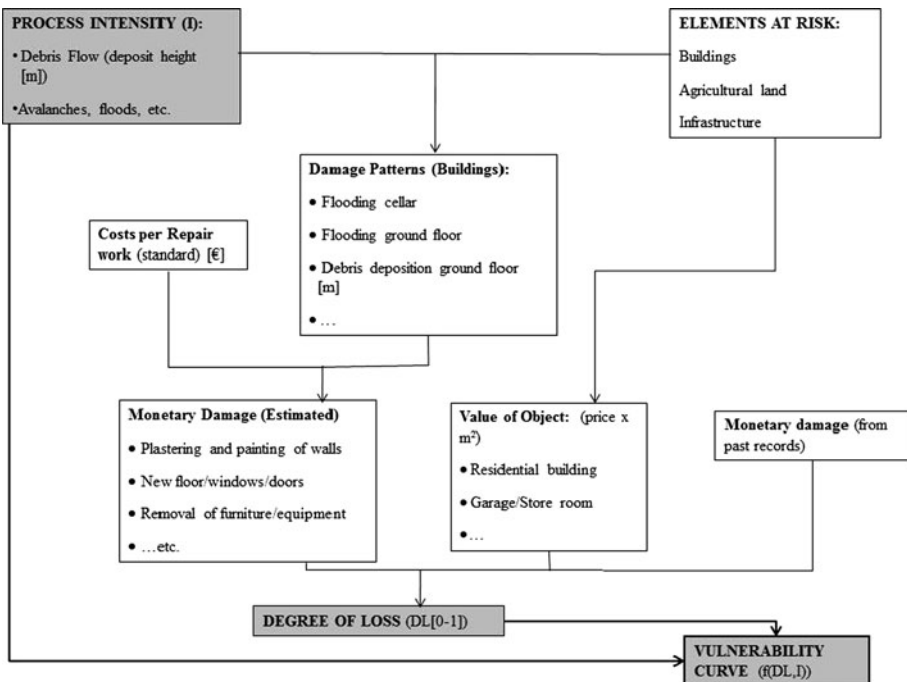 PROCESS INTENSITY (I):
•Debris Flow (deposit height
[m])
•Avalanches, floods, etc.
ELEMENTS AT RISK:
Buildings
Agricultural land
Infrastructure
Damage Patterns (Buildings):
• Flooding cellar
• Flooding ground floor
• Debris deposition ground floor
[m]
• …
Costs per Repair
work (standard) [€]
Monetary Damage (Estimated)
• Plastering and painting of walls
• New floor/windows/doors
• Removal of furniture/equipment
• …etc.
Value of Object: (price x
m²)
• Residential building
• Garage/Store room
•…
Monetary damage (from
past records)
DEGREE OF LOSS (DL[0-1])
VULNERABILITY
CURVE (f(DL,I))